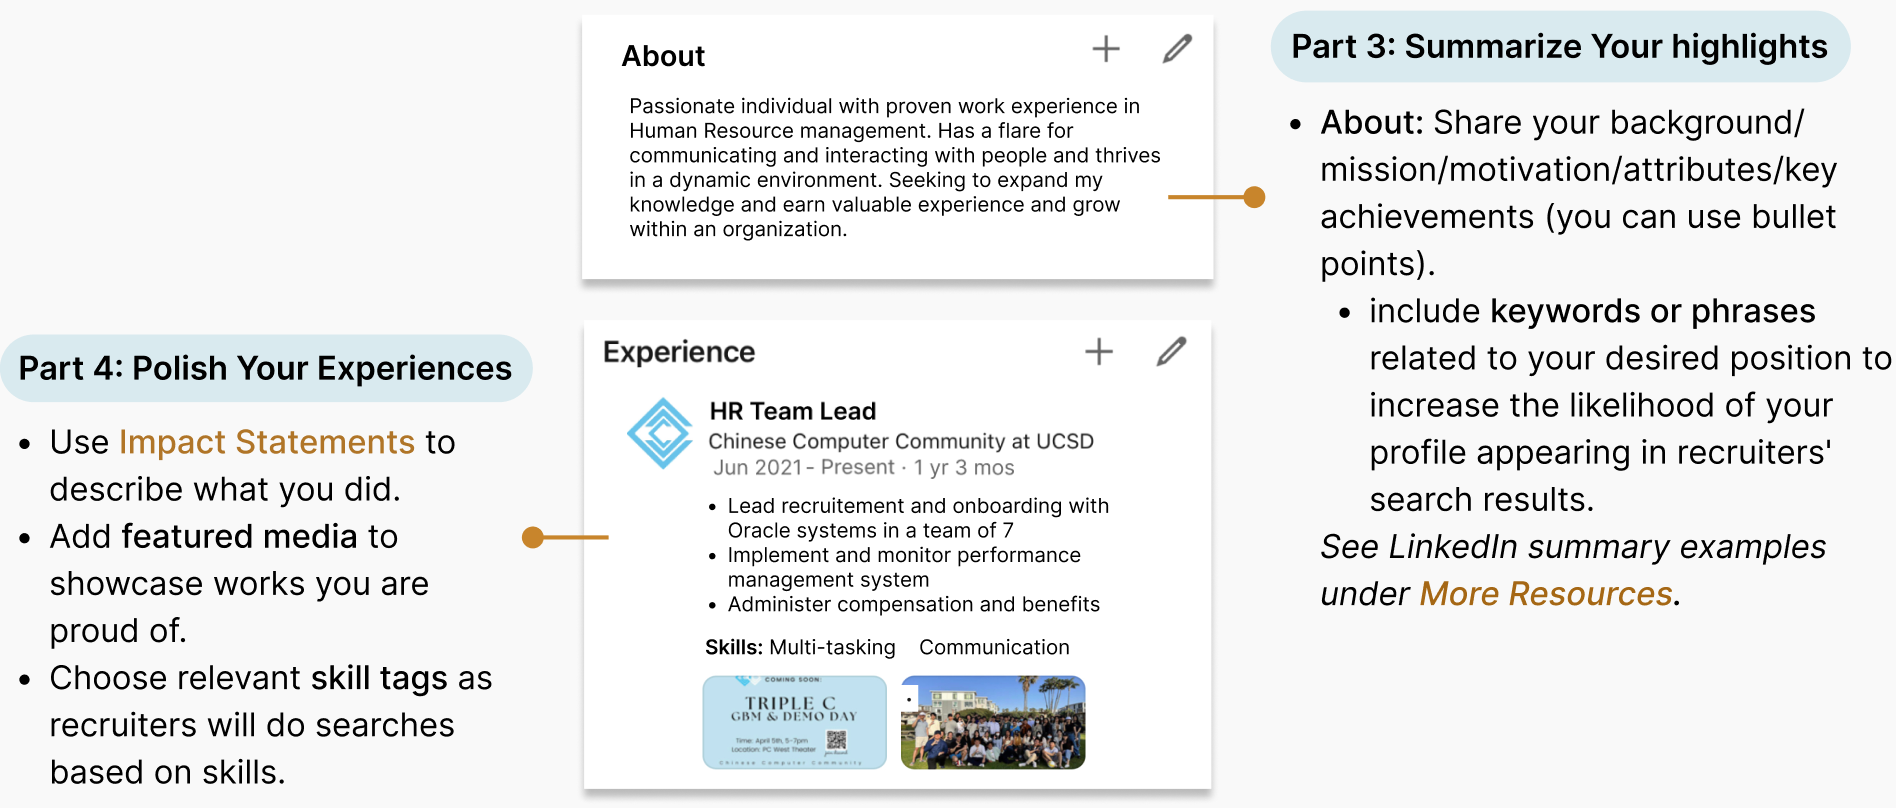 About
Passionate individual with proven work experience in
Human Resource management. Has a flare for
communicating and interacting with people and thrives
in a dynamic environment. Seeking to expand my
knowledge and earn valuable experience and grow
within an organization.
Part 3: Summarize Your highlights
• About: Share your background/
mission/motivation/attributes/key
achievements (you can use bullet
points).
• include keywords or phrases
related to your desired position to
increase the likelihood of your
profile appearing in recruiters'
search results.
See LinkedIn summary examples
under More Resources.
Part 4: Polish Your Experiences
• Use Impact Statements to
describe what you did.
• Add featured media to
showcase works you are
proud of.
• Choose relevant skill tags as
recruiters will do searches
based on skills.
Experience
HR Team Lead
Chinese Computer Community at UCSD
Jun 2021 - Present · 1 yr 3 mos
• Lead recruitement and onboarding with
Oracle systems in a team of 7
• Implement and monitor performance
management system
• Administer compensation and benefits
Skills: Multi-tasking Communication
COMING SOON:
TRIPLE C
GBM & DEMO DAY
Time: April 5th, 5-7pm
Location: PC West Theater
Chinese Computer Community